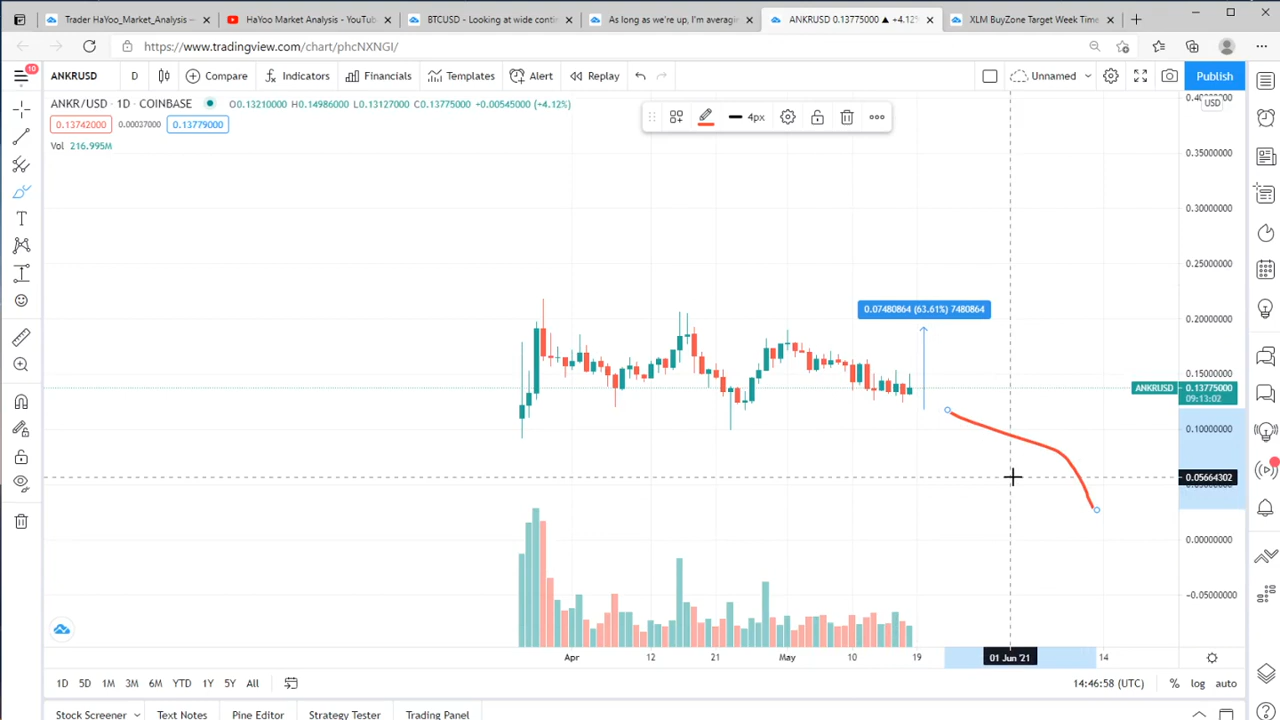 Trader HaYoo_Market_Analysis —
HaYoo Market Analysis - YouTu
BTCUSD - Looking at wide conti
As long as we're up, I'm averagin
ANKRUSD 0.13775000 ▲ +4.12%
XLM BuyZone Target Week Time
https://www.tradingview.com/chart/phcNXNGI/
10
ANKRUSD
D
Compare
Indicators
Financials
Templates
Alert
Replay
Unnamed
Publish
ANKR/USD · 1D · COINBASE
O0.13210000 H0.14986000 L0.13127000 C0.13775000 +0.00545000 (+4.12%)
4px
0.13742000
0.00037000
0.13779000
Vol 216.995M
USD
0.35000000
0.30000000
0.25000000
0.20000000
0.15000000
0.10000000
0.00000000
-0.05000000
0.07480864 (63.61%) 7480864
ANKRUSD
0.13775000
09:13:02
0.05664302
Apr
12
21
May
10
19
01 Jun '21
14
1D
5D
1M
3M
6M
YTD
1Y
5Y
All
14:46:58 (UTC)
%
log
auto
Stock Screener
Text Notes
Pine Editor
Strategy Tester
Trading Panel